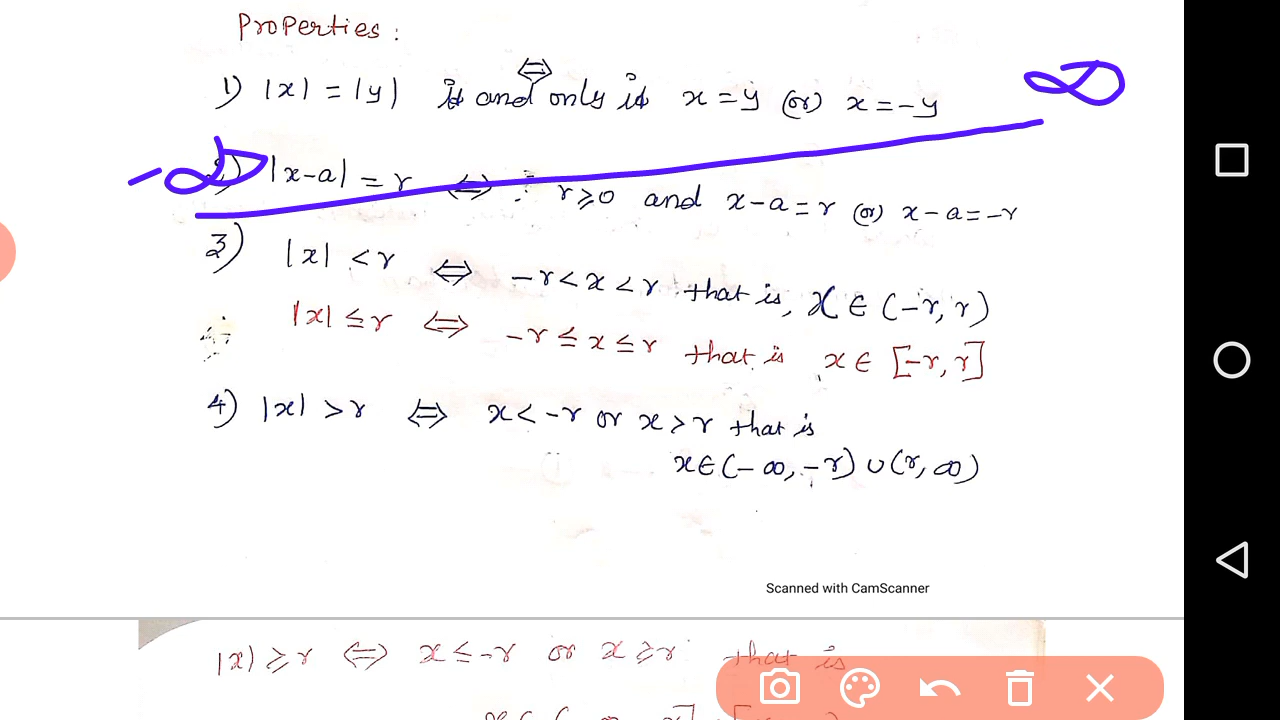 Properties:
1) |x| = |y| if and only if x = y (or) x = -y
⇔
∞
-∞
2) |x-a| = r ⇔ r ⩾ 0 and x-a = r (or) x-a = -r
3) |x| < r ⇔ -r < x < r that is, x ∈ (-r, r)
|x| ≤ r ⇔ -r ≤ x ≤ r that is x ∈ [-r, r]
4) |x| > r ⇔ x < -r or x > r that is
x ∈ (-∞, -r) ∪ (r, ∞)
Scanned with CamScanner
|x| ⩾ r ⇔ x ≤ -r or x ⩾ r that is